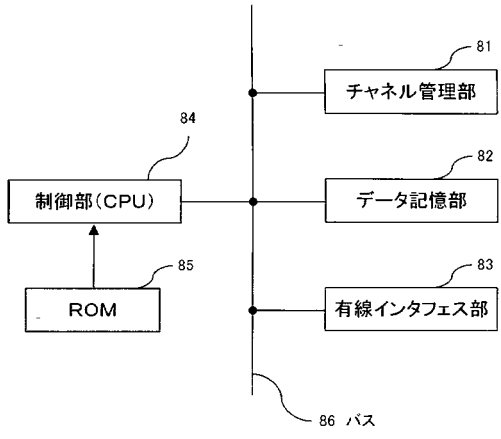 81
チャネル管理部
84
82
制御部(CPU)
データ記憶部
85
83
ROM
有線インタフェス部
86 バス